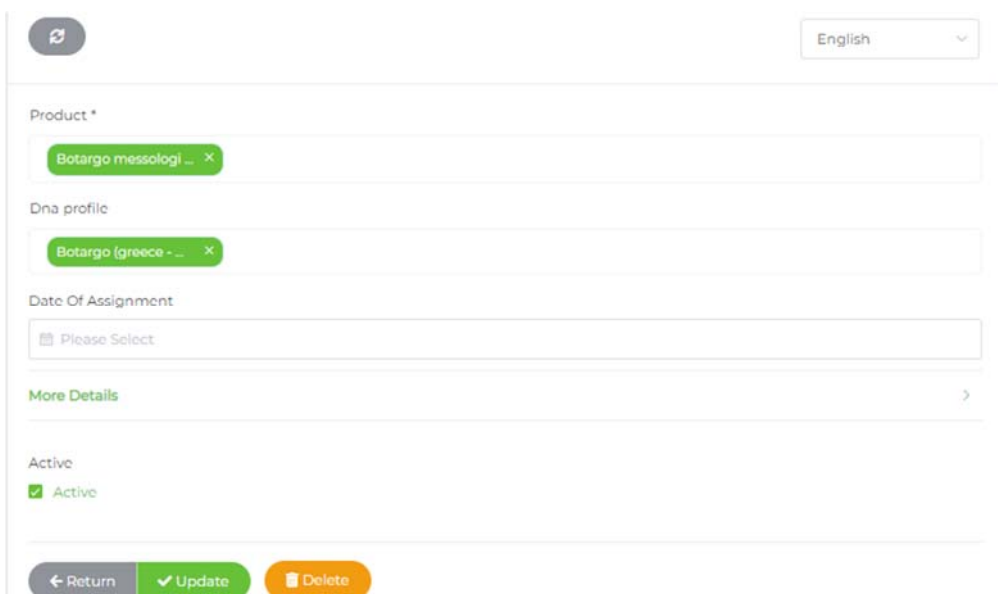 English
Product *
Botargo messologi ... ×
Dna profile
Botargo (greece - ... ×
Date Of Assignment
Please Select
More Details
Active
Active
Return Update Delete